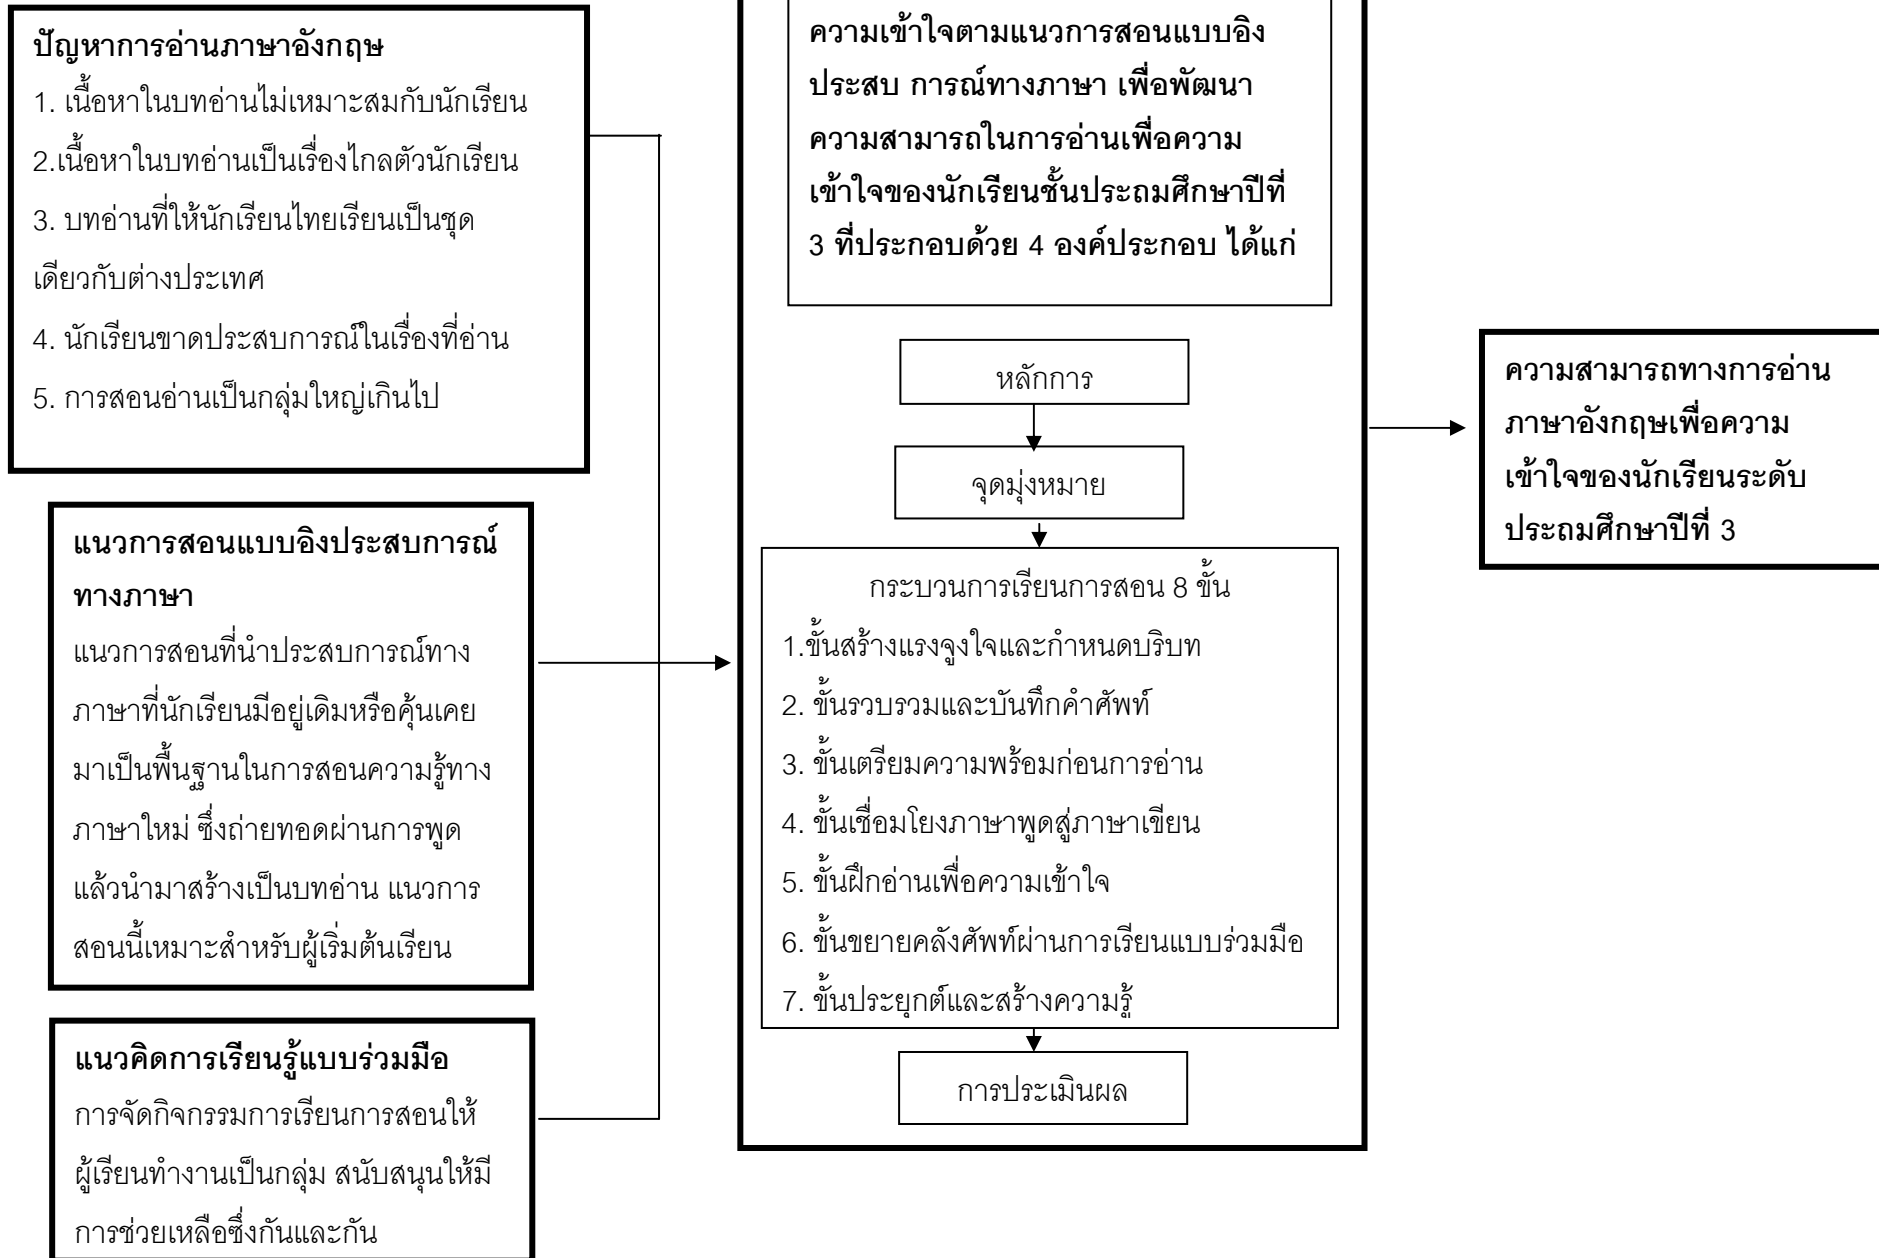 ปัญหาการอ่านภาษาอังกฤษ
1. เนื้อหาในบทอ่านไม่เหมาะสมกับนักเรียน
2.เนื้อหาในบทอ่านเป็นเรื่องไกลตัวนักเรียน
3. บทอ่านที่ให้นักเรียนไทยเรียนเป็นชุด
เดียวกับต่างประเทศ
4. นักเรียนขาดประสบการณ์ในเรื่องที่อ่าน
5. การสอนอ่านเป็นกลุ่มใหญ่เกินไป
แนวการสอนแบบอิงประสบการณ์
ทางภาษา
แนวการสอนที่นำประสบการณ์ทาง
ภาษาที่นักเรียนมีอยู่เดิมหรือคุ้นเคย
มาเป็นพื้นฐานในการสอนความรู้ทาง
ภาษาใหม่ ซึ่งถ่ายทอดผ่านการพูด
แล้วนำมาสร้างเป็นบทอ่าน แนวการ
สอนนี้เหมาะสำหรับผู้เริ่มต้นเรียน
แนวคิดการเรียนรู้แบบร่วมมือ
การจัดกิจกรรมการเรียนการสอนให้
ผู้เรียนทำงานเป็นกลุ่ม สนับสนุนให้มี
การช่วยเหลือซึ่งกันและกัน
ความเข้าใจตามแนวการสอนแบบอิง
ประสบ การณ์ทางภาษา เพื่อพัฒนา
ความสามารถในการอ่านเพื่อความ
เข้าใจของนักเรียนชั้นประถมศึกษาปีที่
3 ที่ประกอบด้วย 4 องค์ประกอบ ได้แก่
หลักการ
จุดมุ่งหมาย
กระบวนการเรียนการสอน 8 ขั้น
1.ขั้นสร้างแรงจูงใจและกำหนดบริบท
2. ขั้นรวบรวมและบันทึกคำศัพท์
3. ขั้นเตรียมความพร้อมก่อนการอ่าน
4. ขั้นเชื่อมโยงภาษาพูดสู่ภาษาเขียน
5. ขั้นฝึกอ่านเพื่อความเข้าใจ
6. ขั้นขยายคลังศัพท์ผ่านการเรียนแบบร่วมมือ
7. ขั้นประยุกต์และสร้างความรู้
การประเมินผล
ความสามารถทางการอ่าน
ภาษาอังกฤษเพื่อความ
เข้าใจของนักเรียนระดับ
ประถมศึกษาปีที่ 3